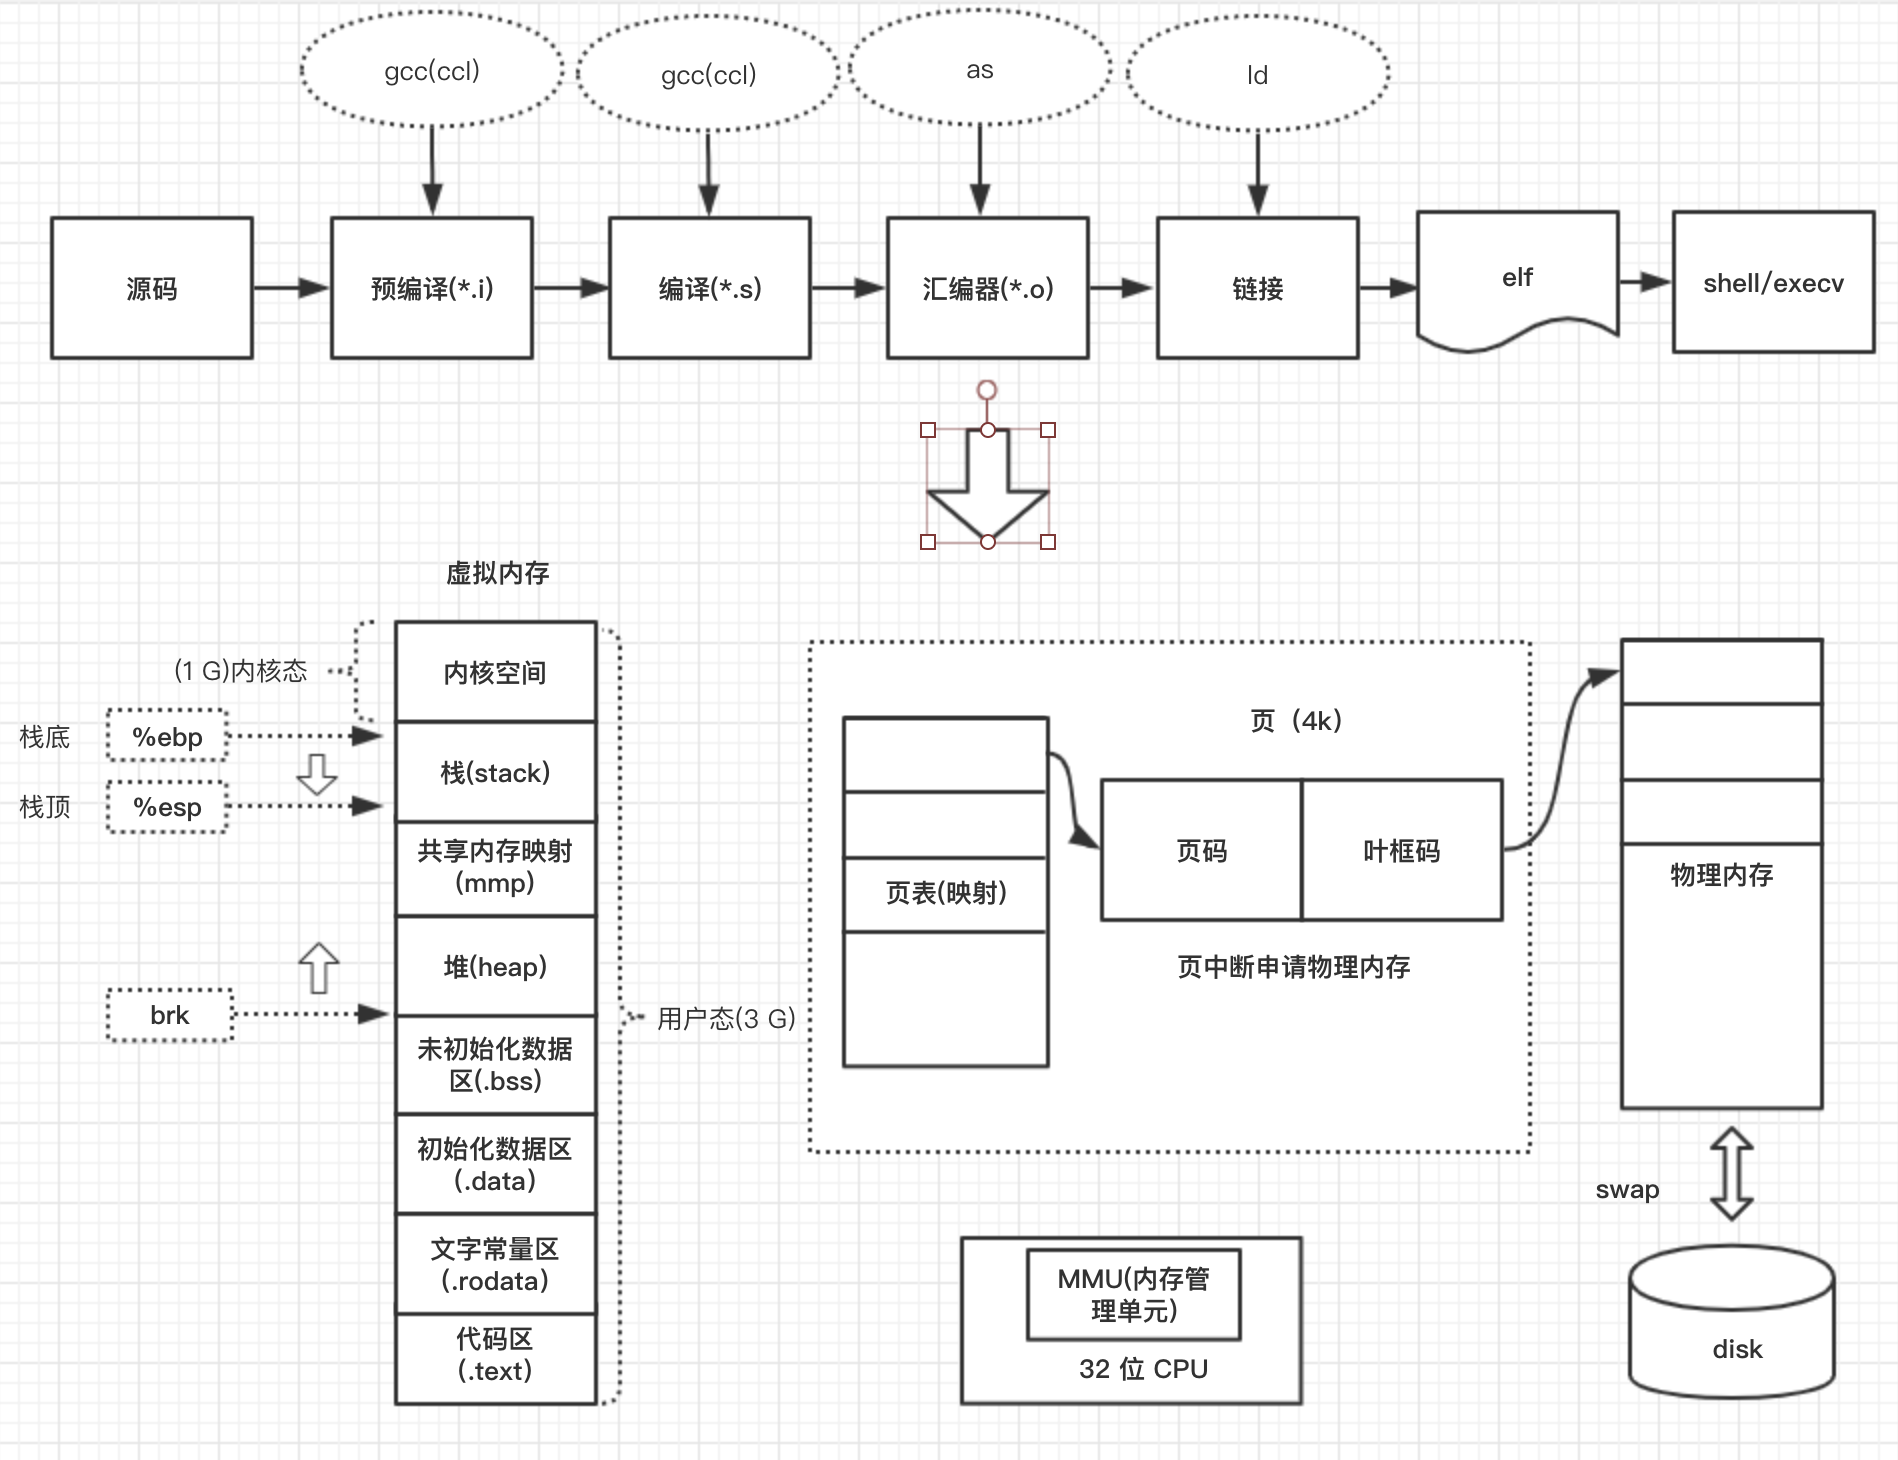 gcc(ccl)
gcc(ccl)
as
ld
源码
预编译(*.i)
编译(*.s)
汇编器(*.o)
链接
elf
shell/execv
虚拟内存
(1 G)内核态
内核空间
栈底
%ebp
栈(stack)
栈顶
%esp
共享内存映射
(mmp)
堆(heap)
brk
未初始化数据
区(.bss)
初始化数据区
(.data)
文字常量区
(.rodata)
代码区
(.text)
用户态(3 G)
页表(映射)
页（4k）
页码
叶框码
页中断申请物理内存
物理内存
swap
disk
MMU(内存管
理单元)
32 位 CPU